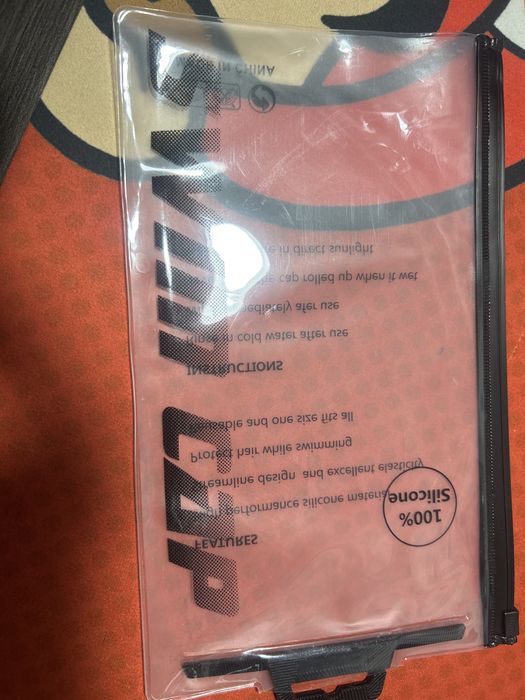 Swim cap
100%
Silicone
FEATURES
High performance silicone material
Streamline design and excellent elasticity
Protect hair while swimming
Reusable and one size fits all
INSTRUCTIONS
Rinse in cold water after use
immediately afer use
cap rolled up when it wet
in direct sunlight
MADE IN CHINA